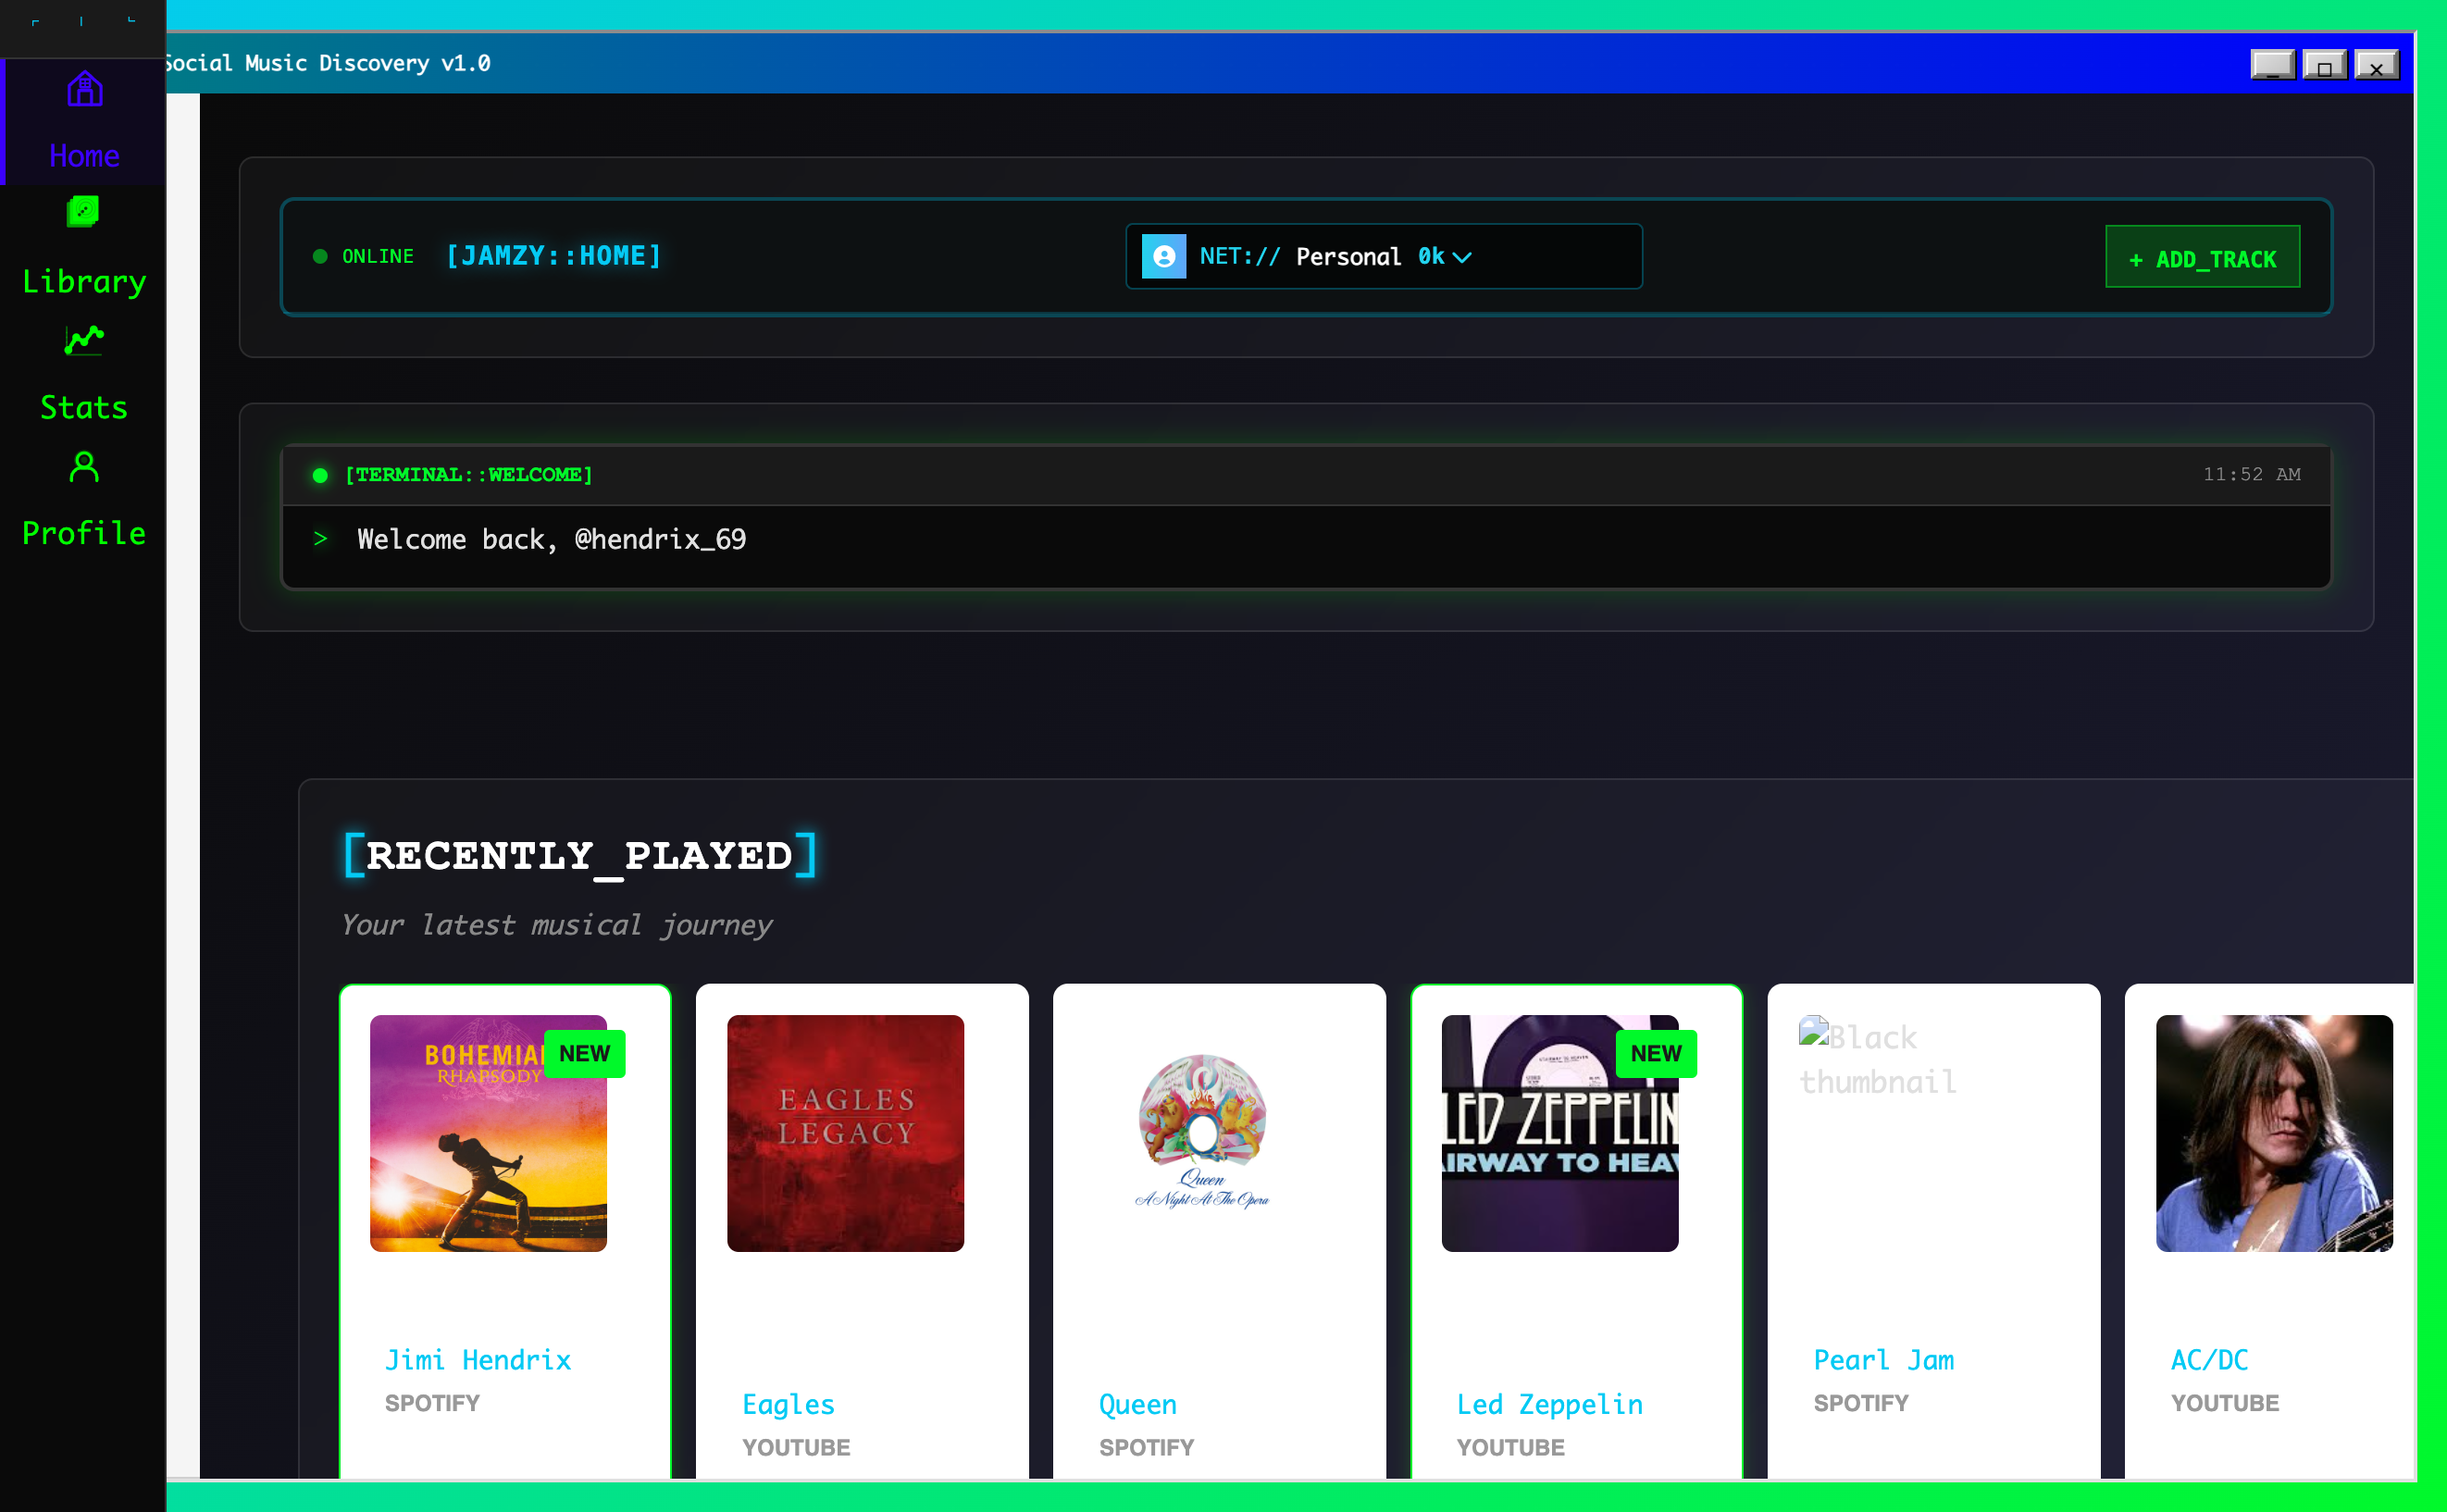 Social Music Discovery v1.0
Home
Library
Stats
Profile
ONLINE [JAMZY::HOME]
NET:// Personal 0k
+ ADD_TRACK
[TERMINAL::WELCOME]
11:52 AM
> Welcome back, @hendrix_69
[RECENTLY_PLAYED]
Your latest musical journey
BOHEMIAN
RHAPSODY
NEW
Jimi Hendrix
SPOTIFY
EAGLES
LEGACY
Eagles
YOUTUBE
Queen
A Night At The Opera
Queen
SPOTIFY
NEW
LED ZEPPELIN
AIRWAY TO HEAV
Led Zeppelin
YOUTUBE
Black
thumbnail
Pearl Jam
SPOTIFY
AC/DC
YOUTUBE